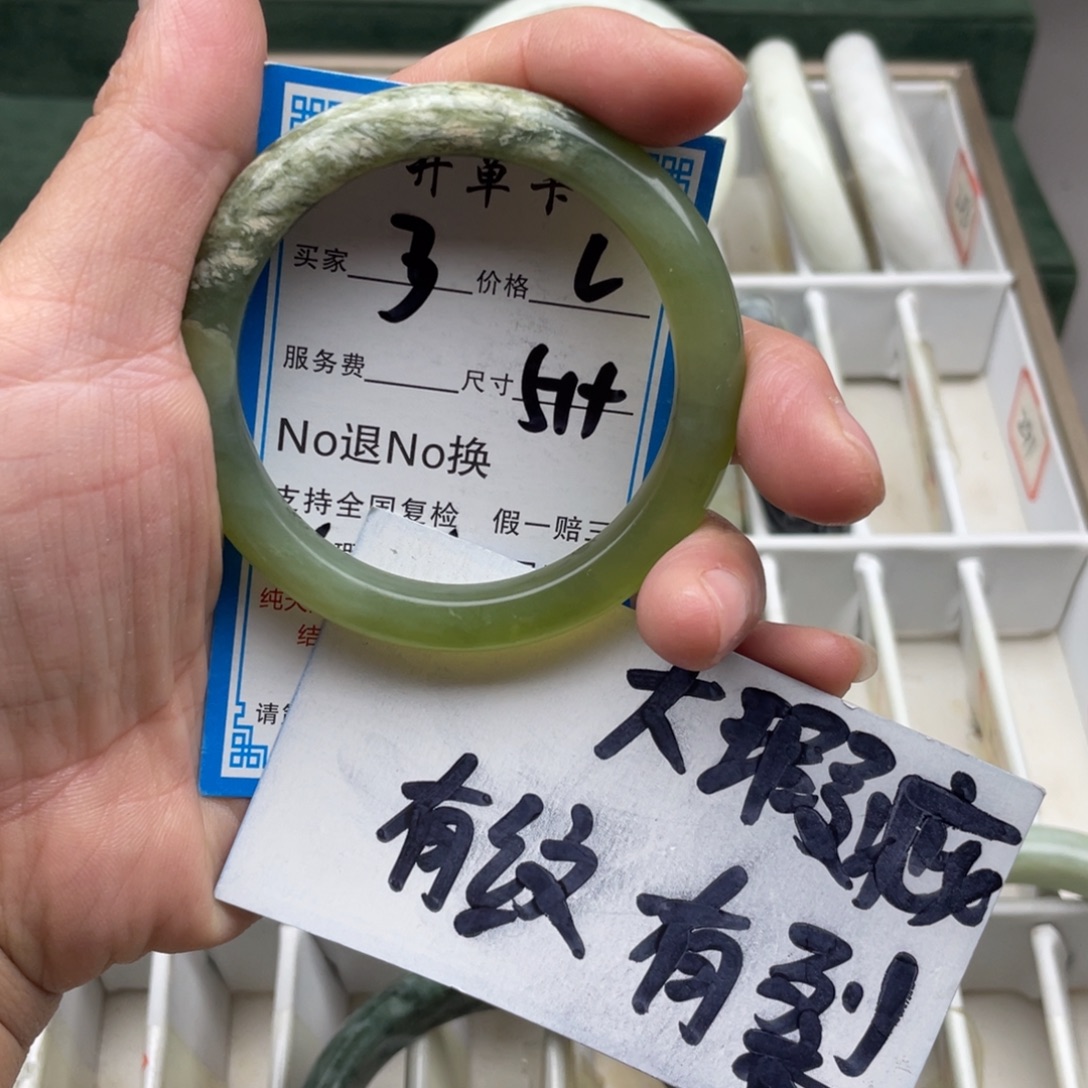 开单卡
买家 3 价格 L
服务费 尺寸 54+
No退No换
支持全国复检 假一赔三
纯天
结
请
大瑕疵
有纹
有裂